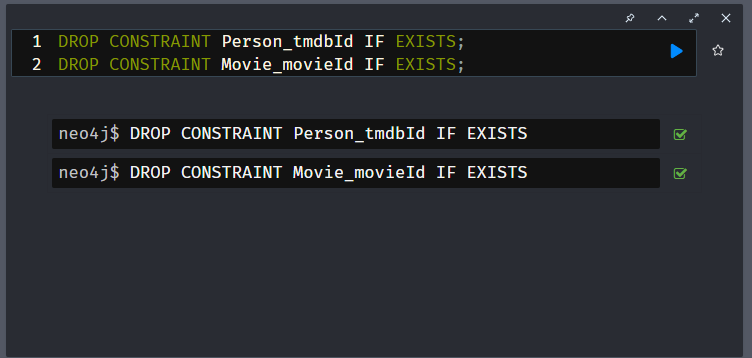 1 DROP CONSTRAINT Person_tmdbId IF EXISTS;
2 DROP CONSTRAINT Movie_movieId IF EXISTS;
neo4j$ DROP CONSTRAINT Person_tmdbId IF EXISTS
neo4j$ DROP CONSTRAINT Movie_movieId IF EXISTS